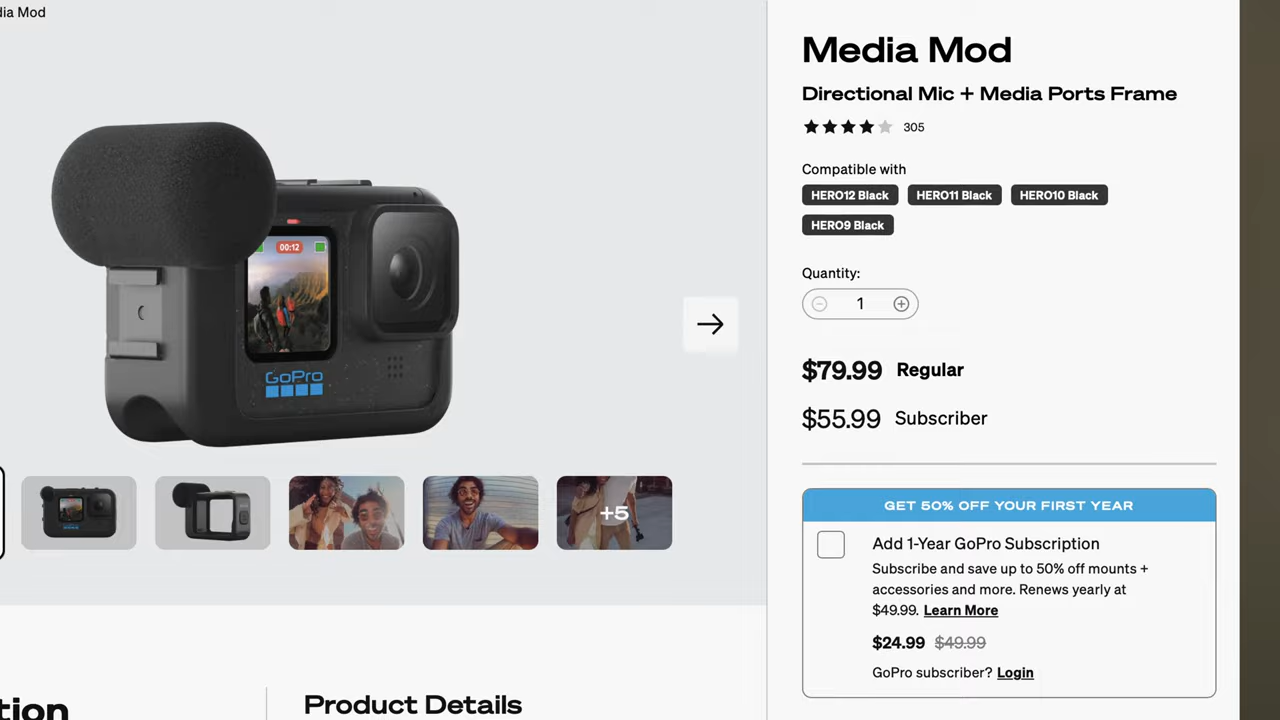 dia Mod
00:12
GoPro
+5
tion
Product Details
Media Mod
Directional Mic + Media Ports Frame
305
Compatible with
HERO12 Black HERO11 Black HERO10 Black
HERO9 Black
Quantity:
1
$79.99 Regular
$55.99 Subscriber
GET 50% OFF YOUR FIRST YEAR
Add 1-Year GoPro Subscription
Subscribe and save up to 50% off mounts +
accessories and more. Renews yearly at
$49.99. Learn More
$24.99 $49.99
GoPro subscriber? Login